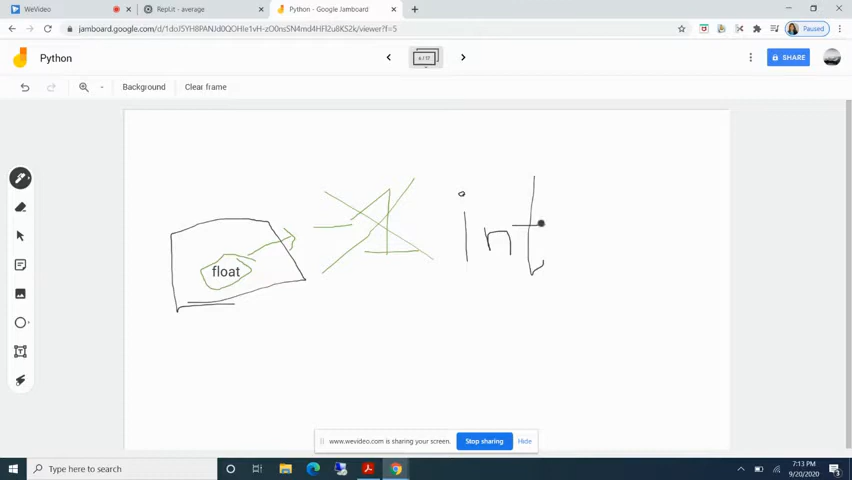 WeVideo
Replit - average
Python - Google Jamboard
jamboard.google.com/d/1doJ5YH8PANJd0QOHIe1vH-zO0nsSN4md4HFl2u8KS2k/viewer?f=5
Paused
Python
SHARE
Background
Clear frame
float
-1
int
www.wevideo.com is sharing your screen.
Stop sharing
Hide
Type here to search
7:13 PM
9/20/2020